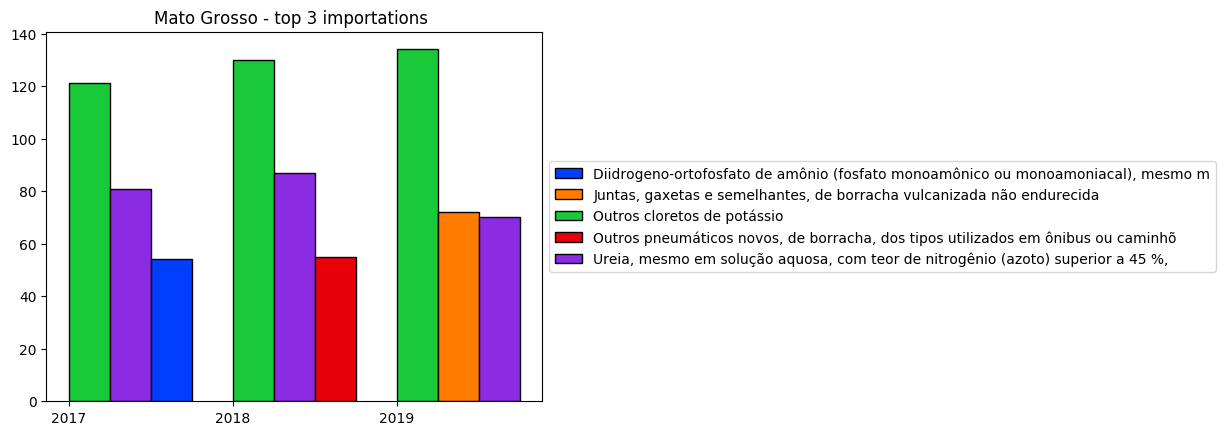 Mato Grosso - top 3 importations
140
120
100
80
60
40
20
0
2017 2018 2019
Diidrogeno-ortofosfato de amônio (fosfato monoamônico ou monoamoniacal), mesmo m
Juntas, gaxetas e semelhantes, de borracha vulcanizada não endurecida
Outros cloretos de potássio
Outros pneumáticos novos, de borracha, dos tipos utilizados em ônibus ou caminhõ
Ureia, mesmo em solução aquosa, com teor de nitrogênio (azoto) superior a 45 %,